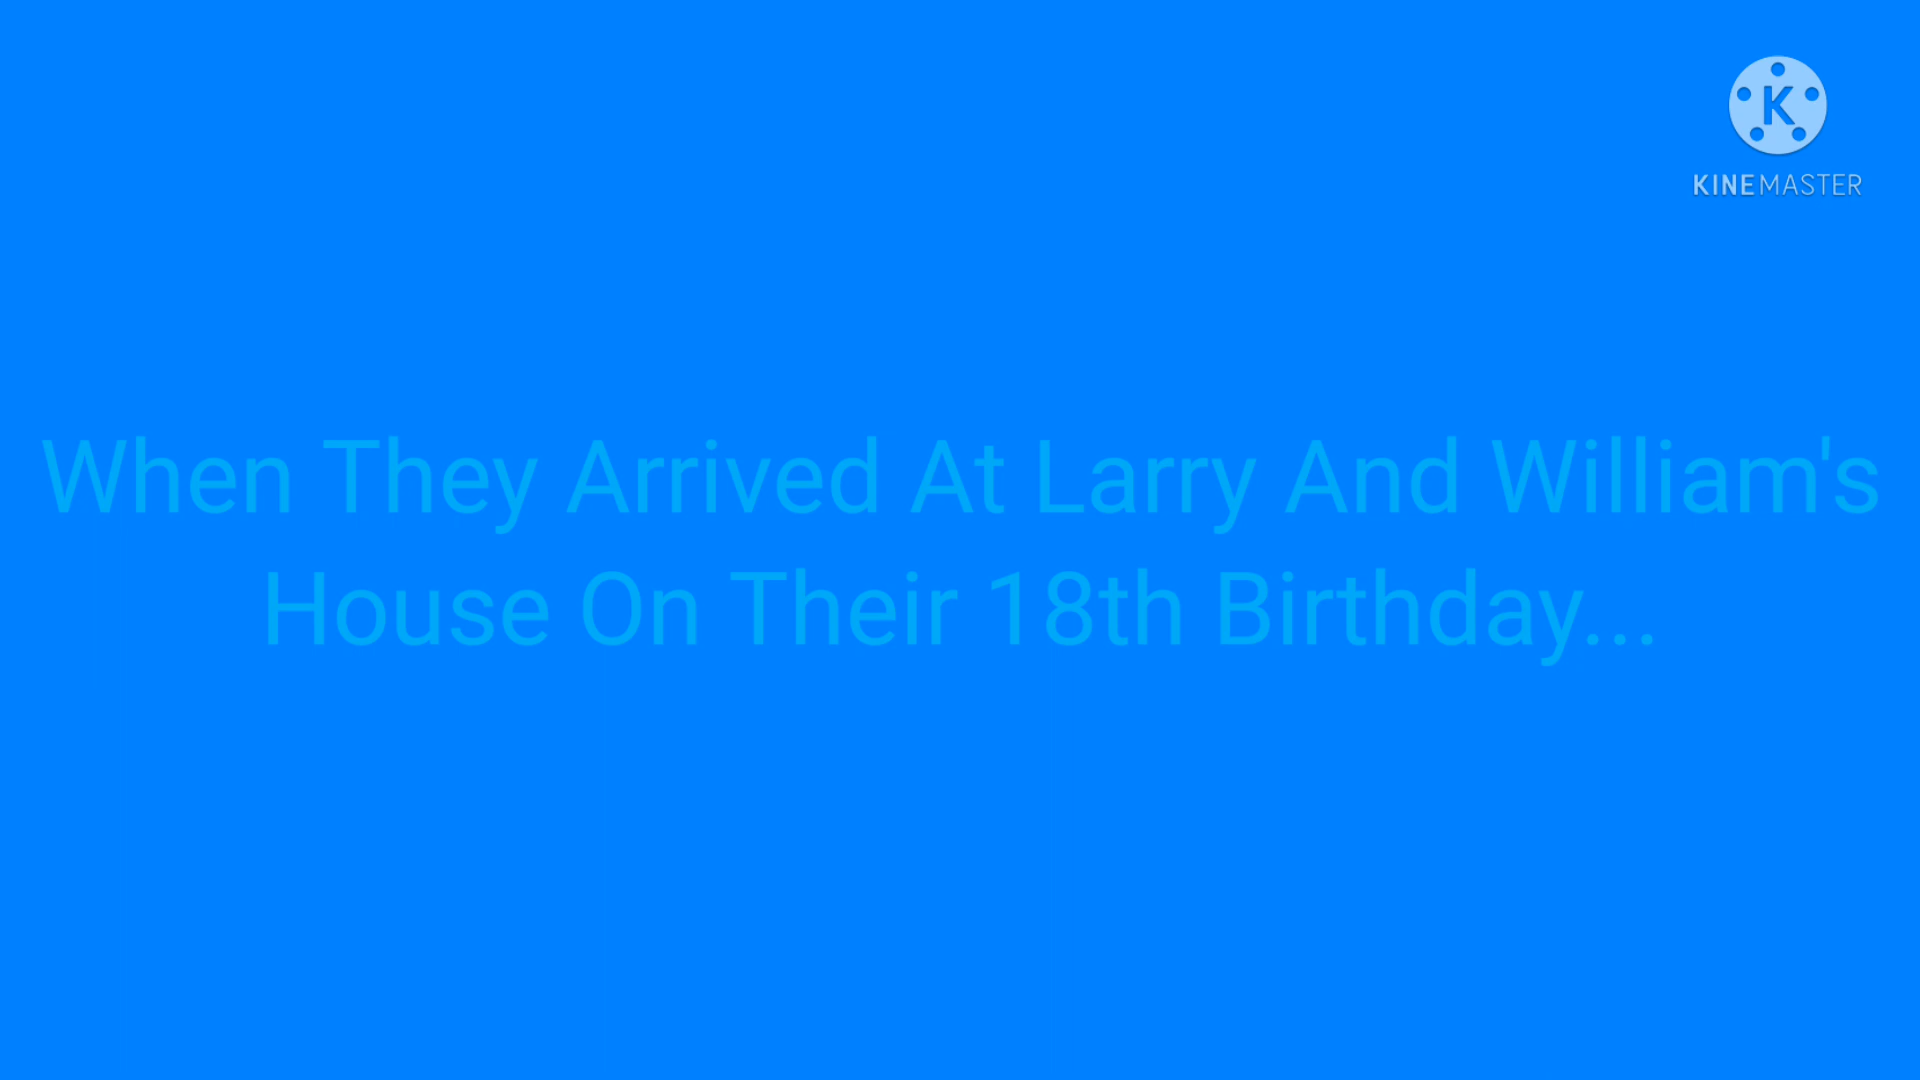 K
KINEMASTER
When They Arrived At Larry And William's
House On Their 18th Birthday...